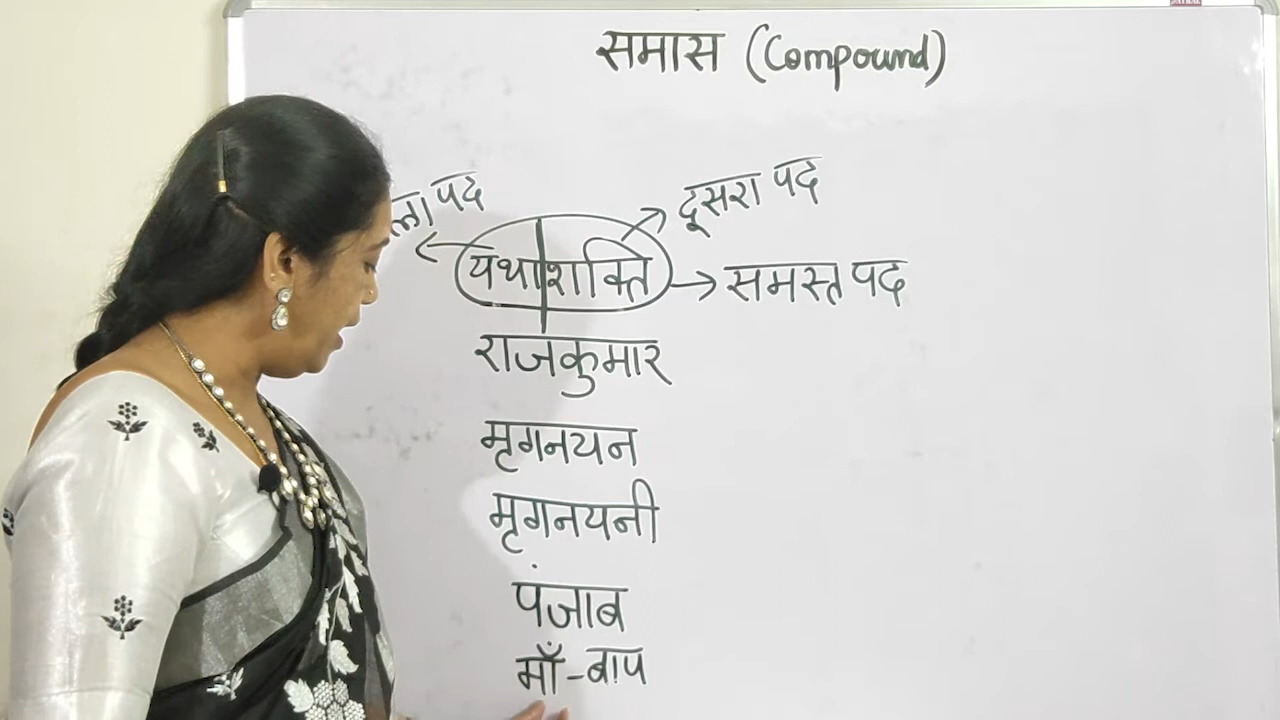 समास (Compound)
पद
दूसरा पद
यथाशक्ति → समस्त पद
राजकुमार
मृगनयन
मृगनयनी
पंजाब
माँ-बाप